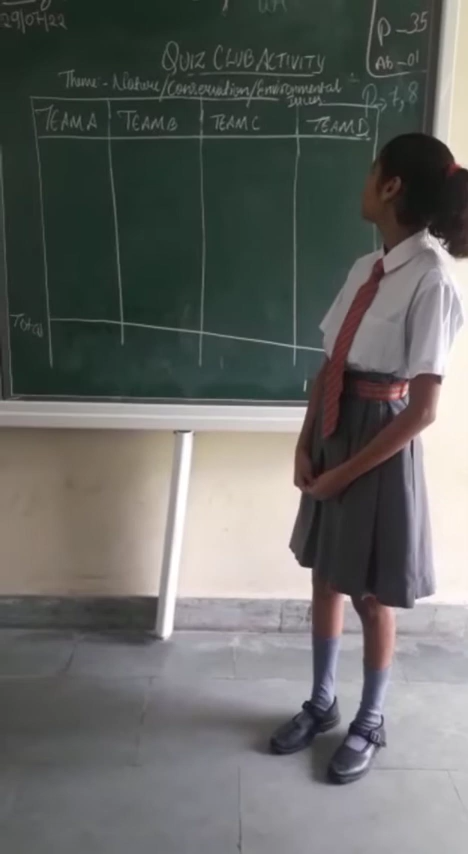 29/07/22
P - 35
Ab - 01
QUIZ CLUB ACTIVITY
Theme:- Nature/Conservation/Environmental
Issues
TEAM A TEAM B TEAM C TEAM D
Total